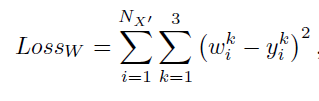 Loss_W = \sum_{i=1}^{N_{X'}} \sum_{k=1}^{3} \left( w_i^k - y_i^k \right)^2 ,